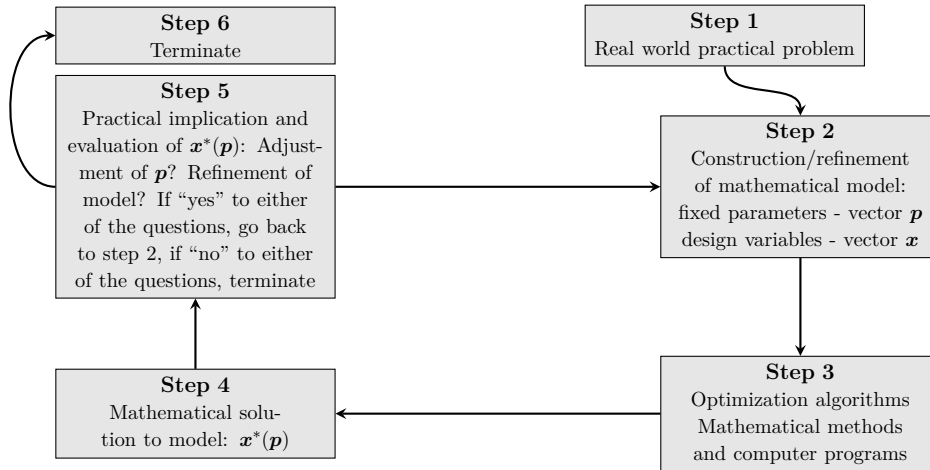 Step 1
Real world practical problem
Step 2
Construction/refinement
of mathematical model:
fixed parameters - vector p
design variables - vector x
Step 3
Optimization algorithms
Mathematical methods
and computer programs
Step 4
Mathematical solu-
tion to model: x*(p)
Step 5
Practical implication and
evaluation of x*(p): Adjust-
ment of p? Refinement of
model? If “yes” to either
of the questions, go back
to step 2, if “no” to either
of the questions, terminate
Step 6
Terminate